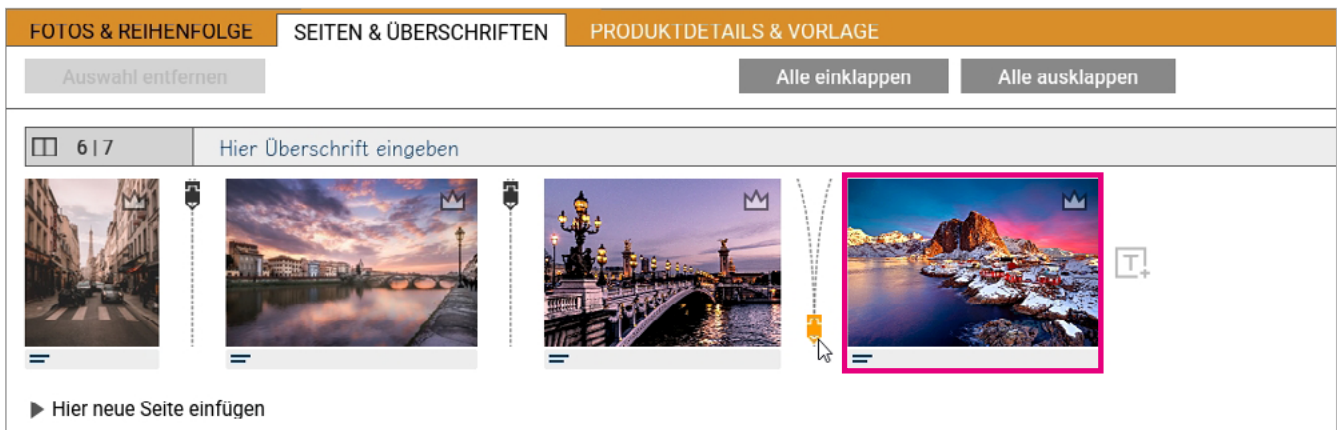 FOTOS & REIHENFOLGE SEITEN & ÜBERSCHRIFTEN PRODUKTDETAILS & VORLAGE
Auswahl entfernen Alle einklappen Alle ausklappen
6 | 7 Hier Überschrift eingeben
T+
Hier neue Seite einfügen